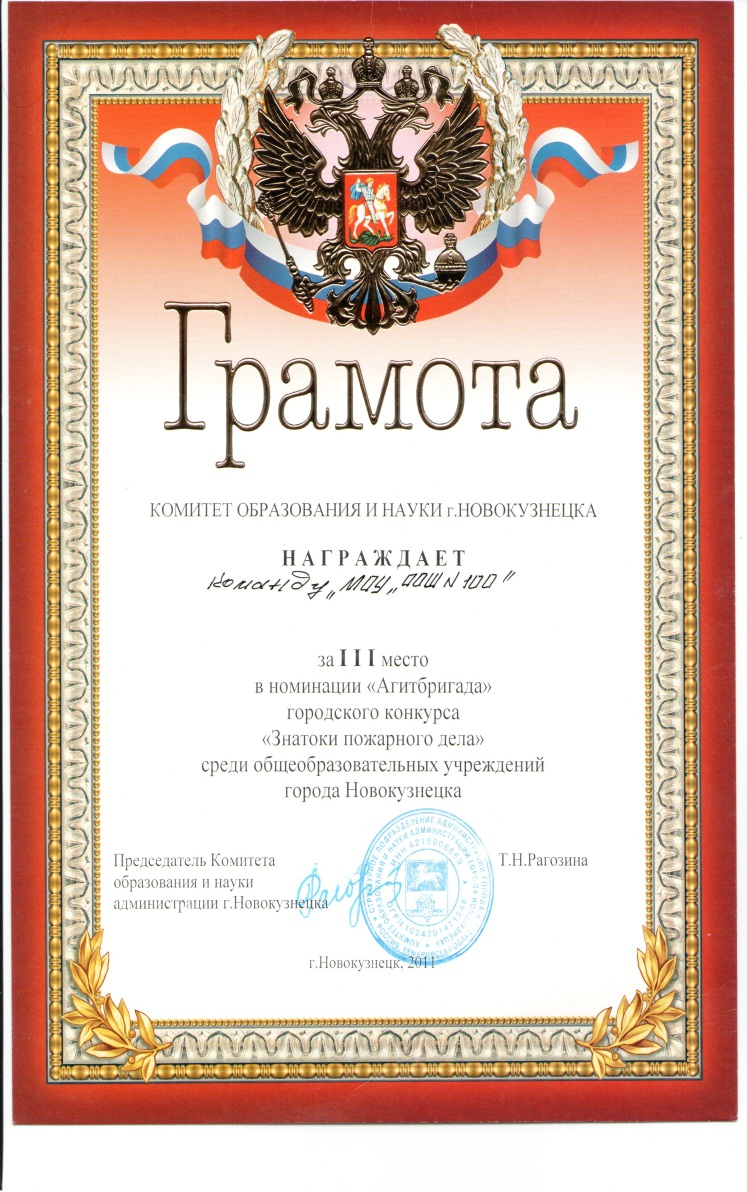 Грамота
КОМИТЕТ ОБРАЗОВАНИЯ И НАУКИ г.НОВОКУЗНЕЦКА
НАГРАЖДАЕТ
команду „МОУ „ООШ N 100"
за III место
в номинации «Агитбригада»
городского конкурса
«Знатоки пожарного дела»
среди общеобразовательных учреждений
города Новокузнецка
Председатель Комитета
образования и науки
администрации г.Новокузнецка
Т.Н.Рагозина
г.Новокузнецк, 2011